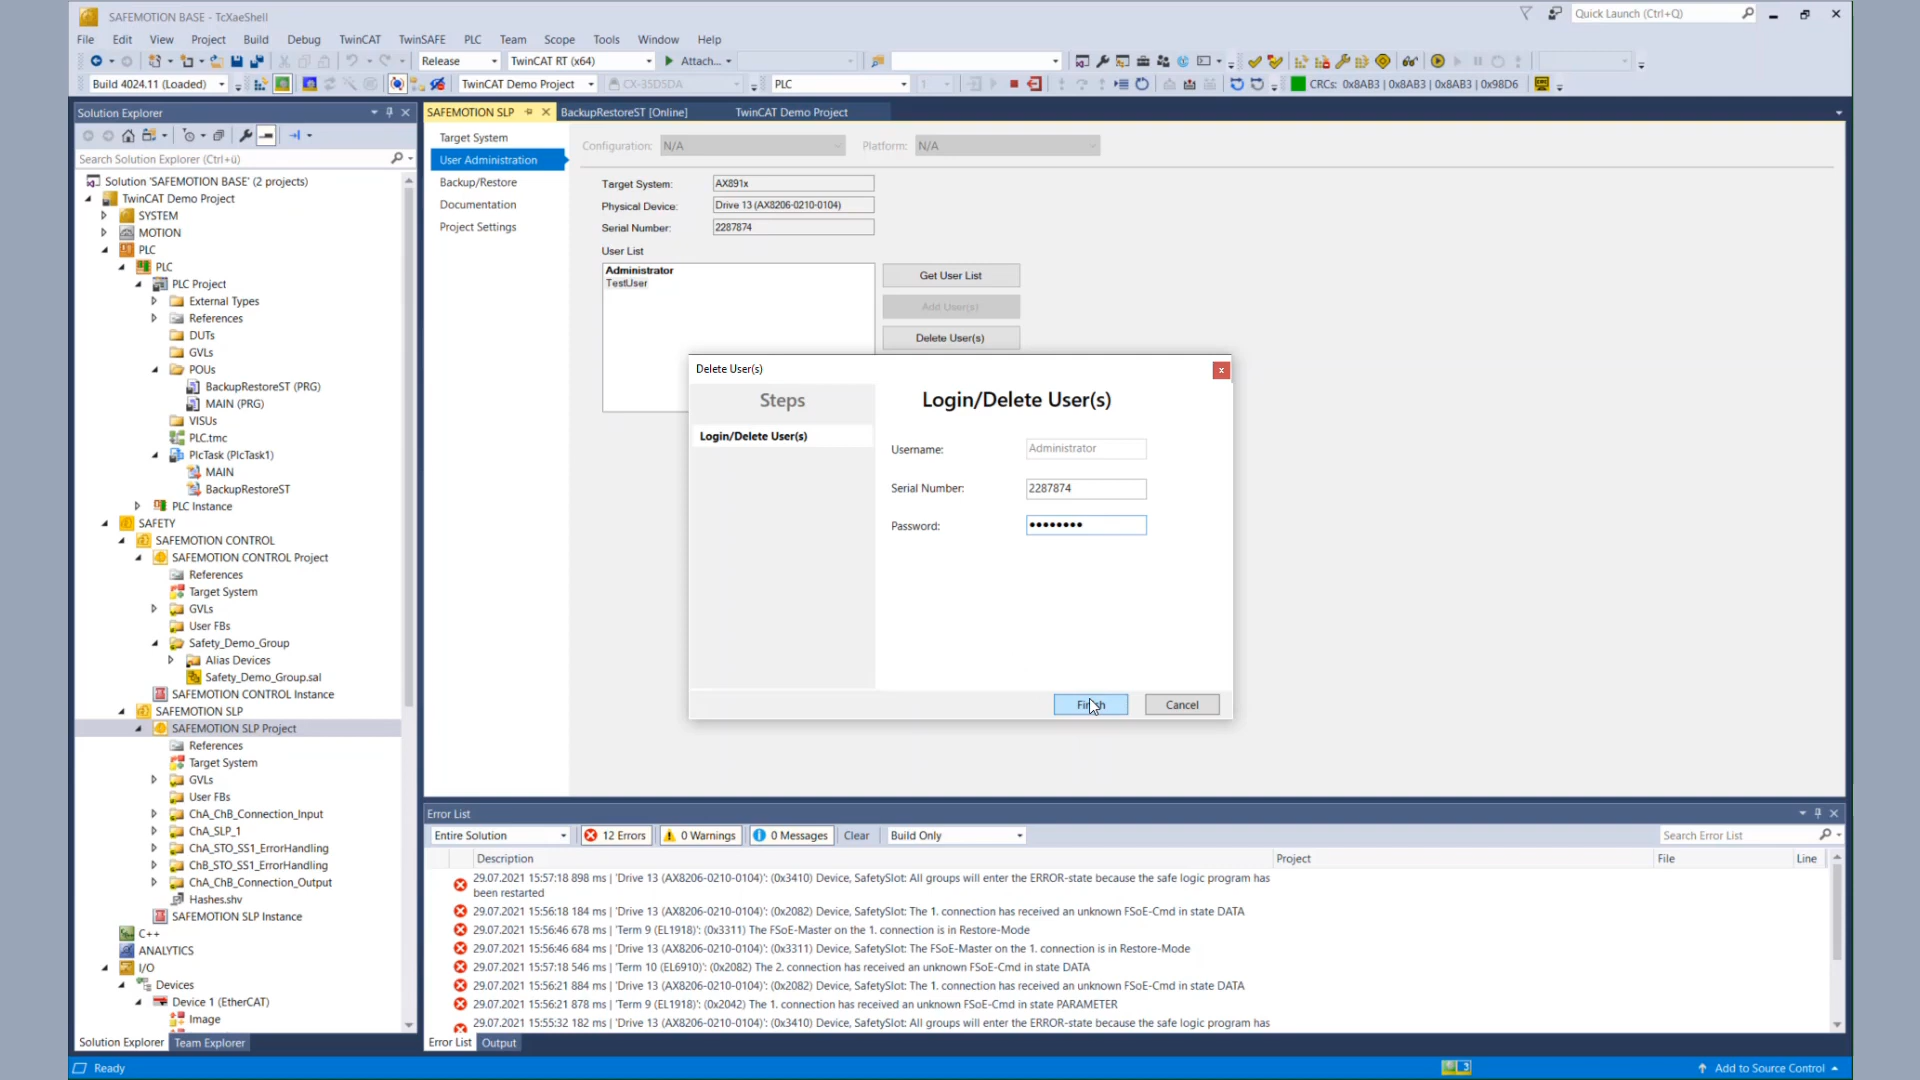 SAFEMOTION BASE - TcXaeShell
Quick Launch (Ctrl+Q)
File Edit View Project Build Debug TwinCAT TwinSAFE PLC Team Scope Tools Window Help
Release TwinCAT RT (x64) Attach...
Build 4024.11 (Loaded) TwinCAT Demo Project CX-35D5DA PLC 1 CRCs: 0x8AB3 | 0x8AB3 | 0x8AB3 | 0x98D6
Solution Explorer
Search Solution Explorer (Ctrl+ü)
Solution 'SAFEMOTION BASE' (2 projects)
TwinCAT Demo Project
SYSTEM
MOTION
PLC
PLC
PLC Project
External Types
References
DUTs
GVLs
POUs
BackupRestoreST (PRG)
MAIN (PRG)
VISUs
PLC.tmc
PlcTask (PlcTask1)
MAIN
BackupRestoreST
PLC Instance
SAFETY
SAFEMOTION CONTROL
SAFEMOTION CONTROL Project
References
Target System
GVLs
User FBs
Safety_Demo_Group
Alias Devices
Safety_Demo_Group.sal
SAFEMOTION CONTROL Instance
SAFEMOTION SLP
SAFEMOTION SLP Project
References
Target System
GVLs
User FBs
ChA_ChB_Connection_Input
ChA_SLP_1
ChA_STO_SS1_ErrorHandling
ChB_STO_SS1_ErrorHandling
ChA_ChB_Connection_Output
Hashes.shv
SAFEMOTION SLP Instance
C++
ANALYTICS
I/O
Devices
Device 1 (EtherCAT)
Image
Solution Explorer Team Explorer
SAFEMOTION SLP BackupRestoreST [Online] TwinCAT Demo Project
Target System
User Administration
Backup/Restore
Documentation
Project Settings
Configuration: N/A Platform: N/A
Target System: AX891x
Physical Device: Drive 13 (AX8206-0210-0104)
Serial Number: 2287874
User List
Administrator
TestUser
Get User List
Add User(s)
Delete User(s)
Delete User(s)
x
Steps
Login/Delete User(s)
Login/Delete User(s)
Username: Administrator
Serial Number: 2287874
Password: ●●●●●●●●
Cancel
Error List
Entire Solution 12 Errors 0 Warnings 0 Messages Clear Build Only Search Error List
Description Project File Line
29.07.2021 15:57:18 898 ms | 'Drive 13 (AX8206-0210-0104)': (0x3410) Device, SafetySlot: All groups will enter the ERROR-state because the safe logic program has
been restarted
29.07.2021 15:56:18 184 ms | 'Drive 13 (AX8206-0210-0104)': (0x2082) Device, SafetySlot: The 1. connection has received an unknown FSoE-Cmd in state DATA
29.07.2021 15:56:46 678 ms | 'Term 9 (EL1918)': (0x3311) The FSoE-Master on the 1. connection is in Restore-Mode
29.07.2021 15:56:46 684 ms | 'Drive 13 (AX8206-0210-0104)': (0x3311) Device, SafetySlot: The FSoE-Master on the 1. connection is in Restore-Mode
29.07.2021 15:57:18 546 ms | 'Term 10 (EL6910)': (0x2082) The 2. connection has received an unknown FSoE-Cmd in state DATA
29.07.2021 15:56:21 884 ms | 'Drive 13 (AX8206-0210-0104)': (0x2082) Device, SafetySlot: The 1. connection has received an unknown FSoE-Cmd in state DATA
29.07.2021 15:56:21 878 ms | 'Term 9 (EL1918)': (0x2042) The 1. connection has received an unknown FSoE-Cmd in state PARAMETER
29.07.2021 15:55:32 182 ms | 'Drive 13 (AX8206-0210-0104)': (0x3410) Device, SafetySlot: All groups will enter the ERROR-state because the safe logic program has
Error List Output
Ready 3 Add to Source Control